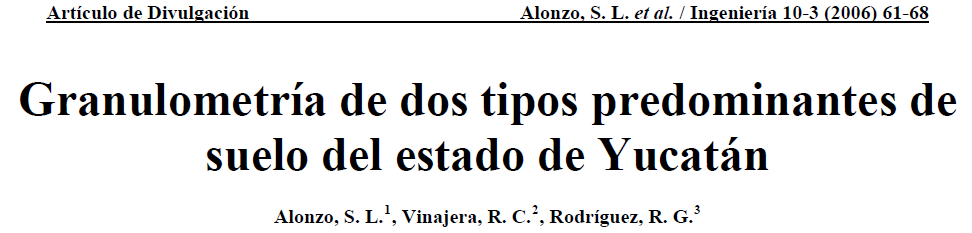 Artículo de Divulgación Alonzo, S. L. et al. / Ingeniería 10-3 (2006) 61-68
Granulometría de dos tipos predominantes de
suelo del estado de Yucatán
Alonzo, S. L.1, Vinajera, R. C.2, Rodríguez, R. G.3